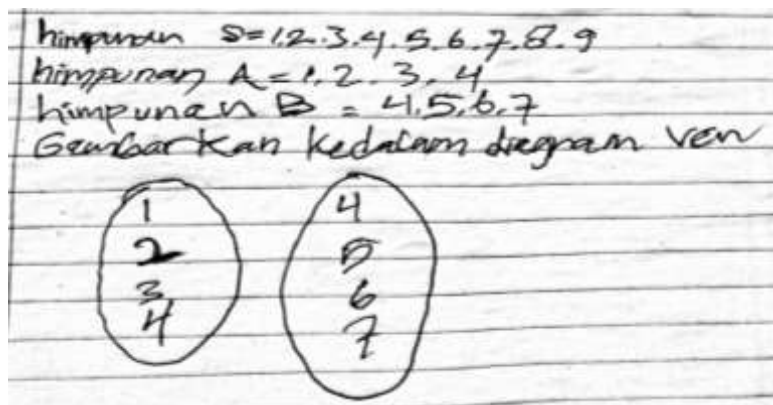 himpunan S=1.2.3.4.5.6.7.8.9
himpunan A=1.2.3.4
himpunan B = 4.5.6.7
Gambarkan kedalam diagram ven
1 4
2 5
3 6
4 7